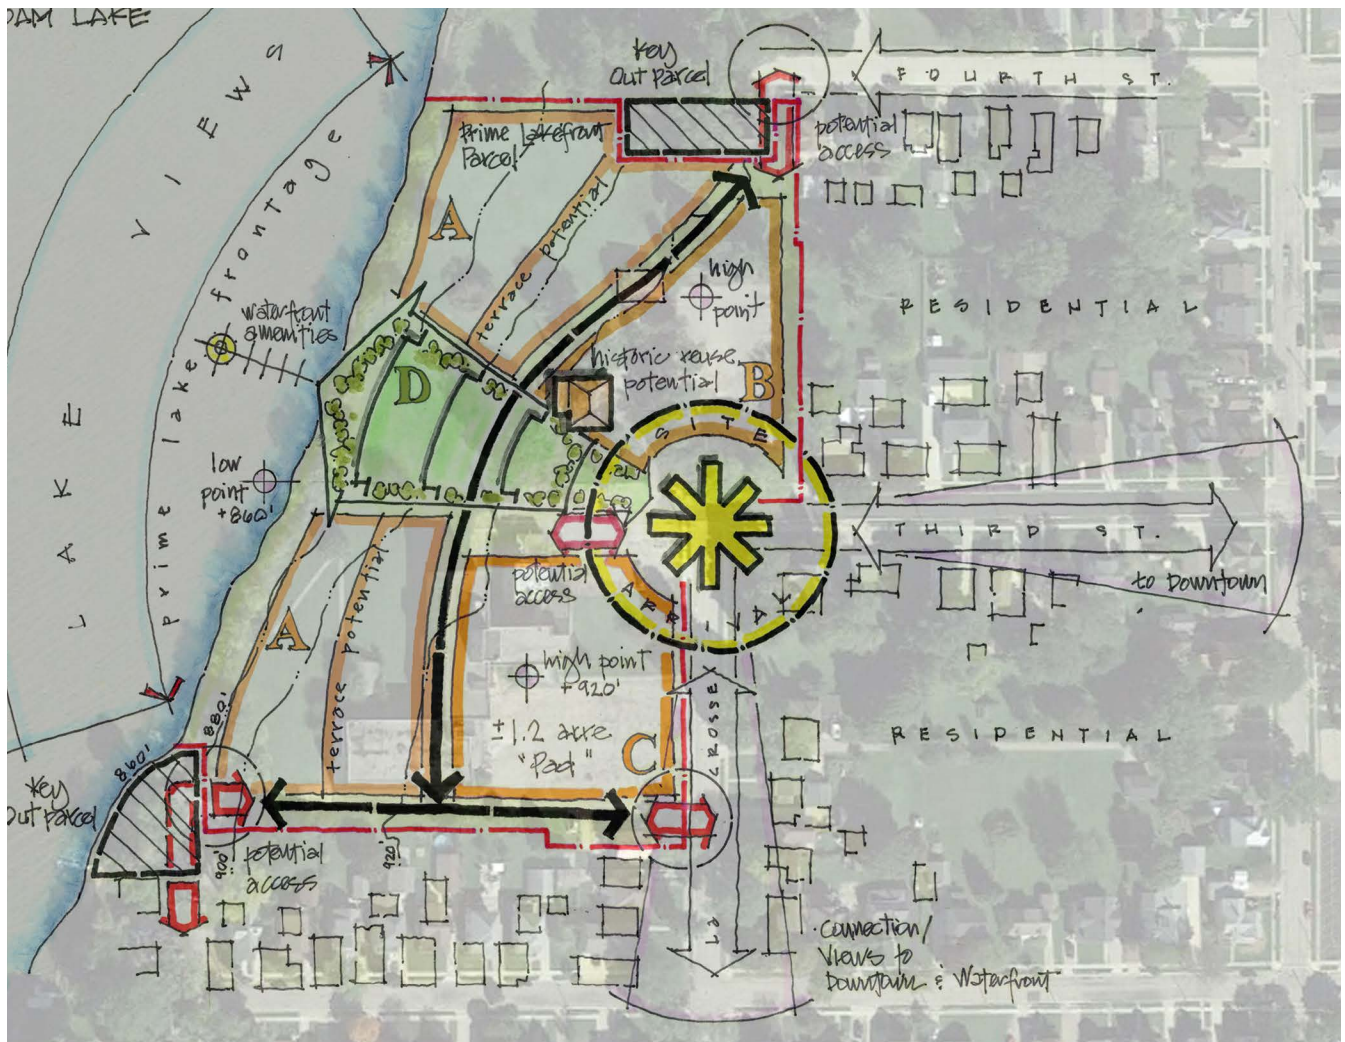 DAM LAKE
Key
Out parcel
FOURTH ST.
potential
access
Prime Lakefront
Parcel
VIEWS
prime lake frontage
A
terrace potential
high
point
RESIDENTIAL
waterfront
amenities
historic reuse
potential
D
B
SITE
ARRIVAL
LAKE
low
point
+860'
THIRD ST.
to Downtown
potential
access
A
terrace potential
high point
+920'
±1.2 acre
"Pad"
C
LA CROSSE
RESIDENTIAL
880'
860'
Key
Out parcel
900'
920'
potential
access
connection/
views to
Downtown & Waterfront